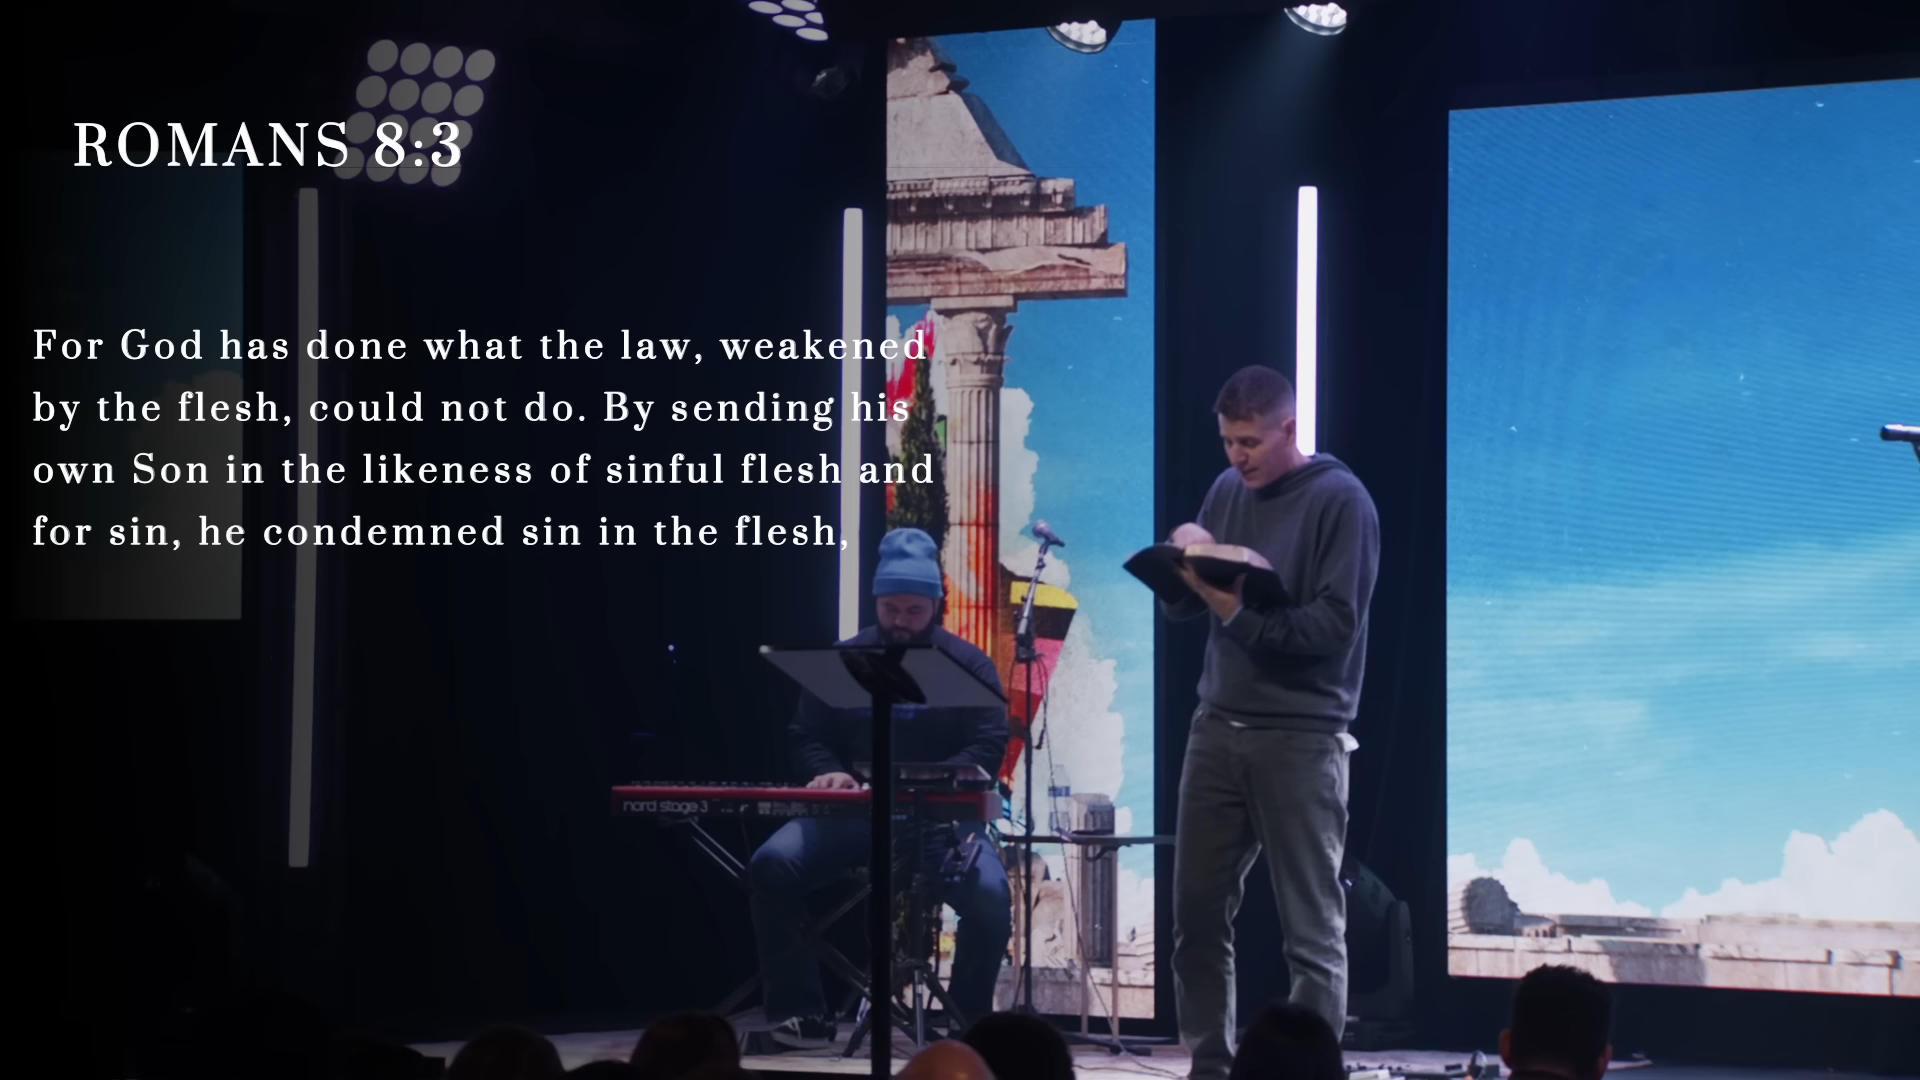 ROMANS 8:3
For God has done what the law, weakened
by the flesh, could not do. By sending his
own Son in the likeness of sinful flesh and
for sin, he condemned sin in the flesh,
nord stage 3